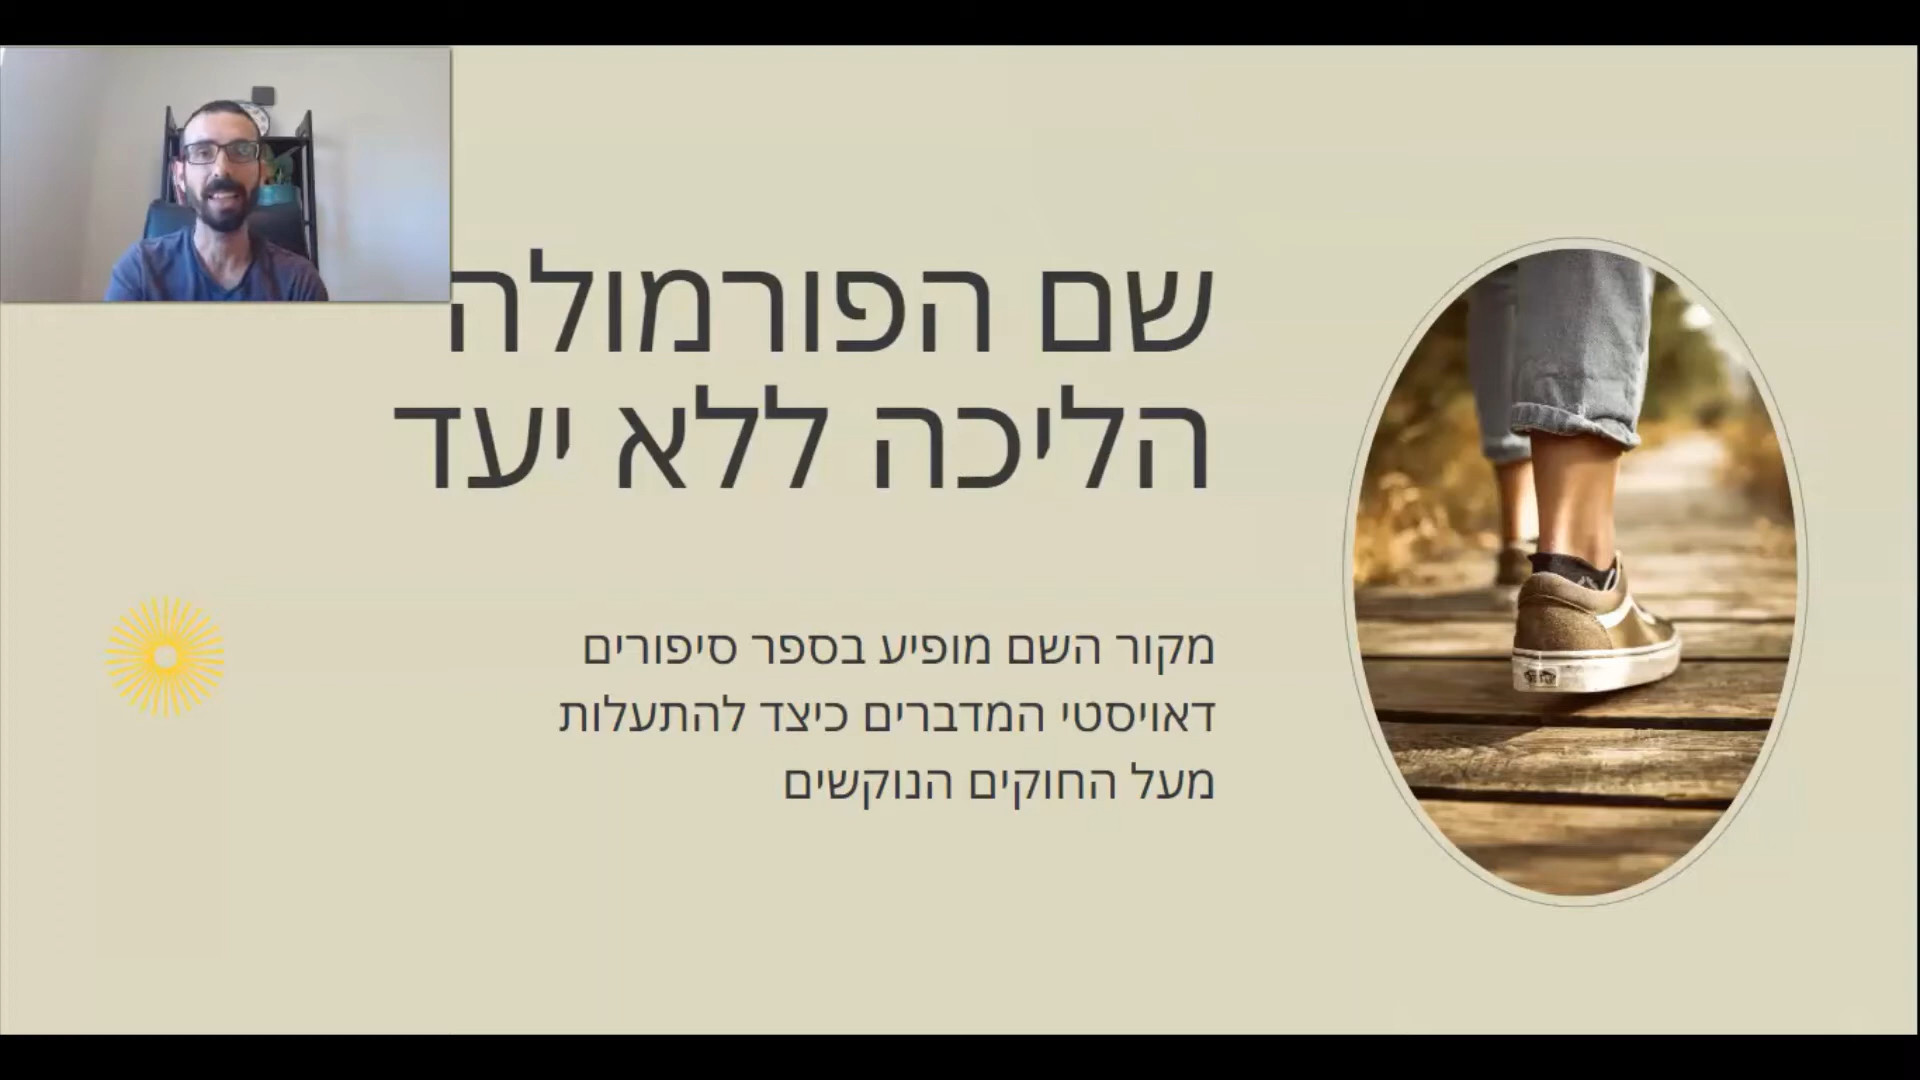 שם הפורמולה
הליכה ללא יעד
מקור השם מופיע בספר סיפורים
דאויסטי המדברים כיצד להתעלות
מעל החוקים הנוקשים